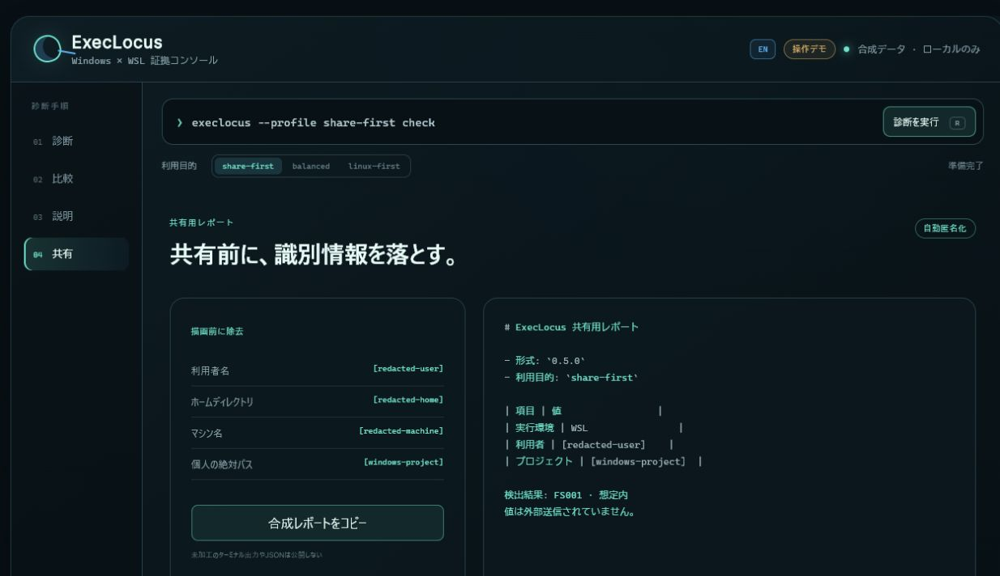 ExecLocus
Windows × WSL 証拠コンソール
EN
操作デモ
合成データ · ローカルのみ
診断手順
01 診断
02 比較
03 説明
04 共有
❯ execlocus --profile share-first check
診断を実行 R
利用目的 share-first balanced linux-first
準備完了
共有用レポート
共有前に、識別情報を落とす。
自動匿名化
描画前に除去
利用者名 [redacted-user]
ホームディレクトリ [redacted-home]
マシン名 [redacted-machine]
個人の絶対パス [windows-project]
合成レポートをコピー
未加工のターミナル出力やJSONは公開しない
# ExecLocus 共有用レポート
- 形式: `0.5.0`
- 利用目的: `share-first`
| 項目 | 値 |
| 実行環境 | WSL |
| 利用者 | [redacted-user] |
| プロジェクト | [windows-project] |
検出結果: FS001 · 想定内
値は外部送信されていません。